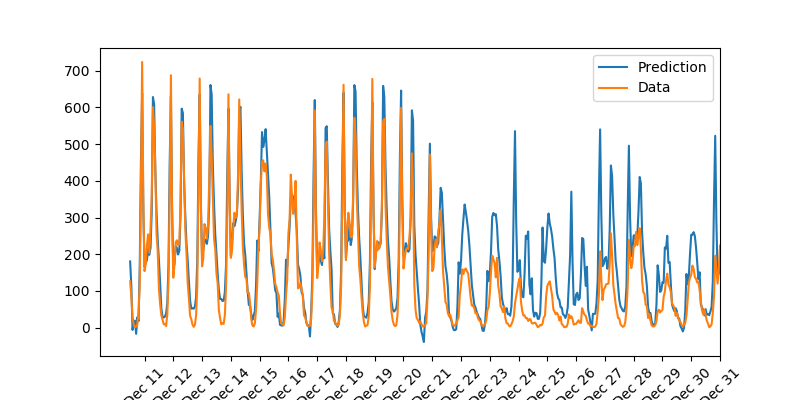 Prediction
Data
700
600
500
400
300
200
100
0
Dec 11
Dec 12
Dec 13
Dec 14
Dec 15
Dec 16
Dec 17
Dec 18
Dec 19
Dec 20
Dec 21
Dec 22
Dec 23
Dec 24
Dec 25
Dec 26
Dec 27
Dec 28
Dec 29
Dec 30
Dec 31